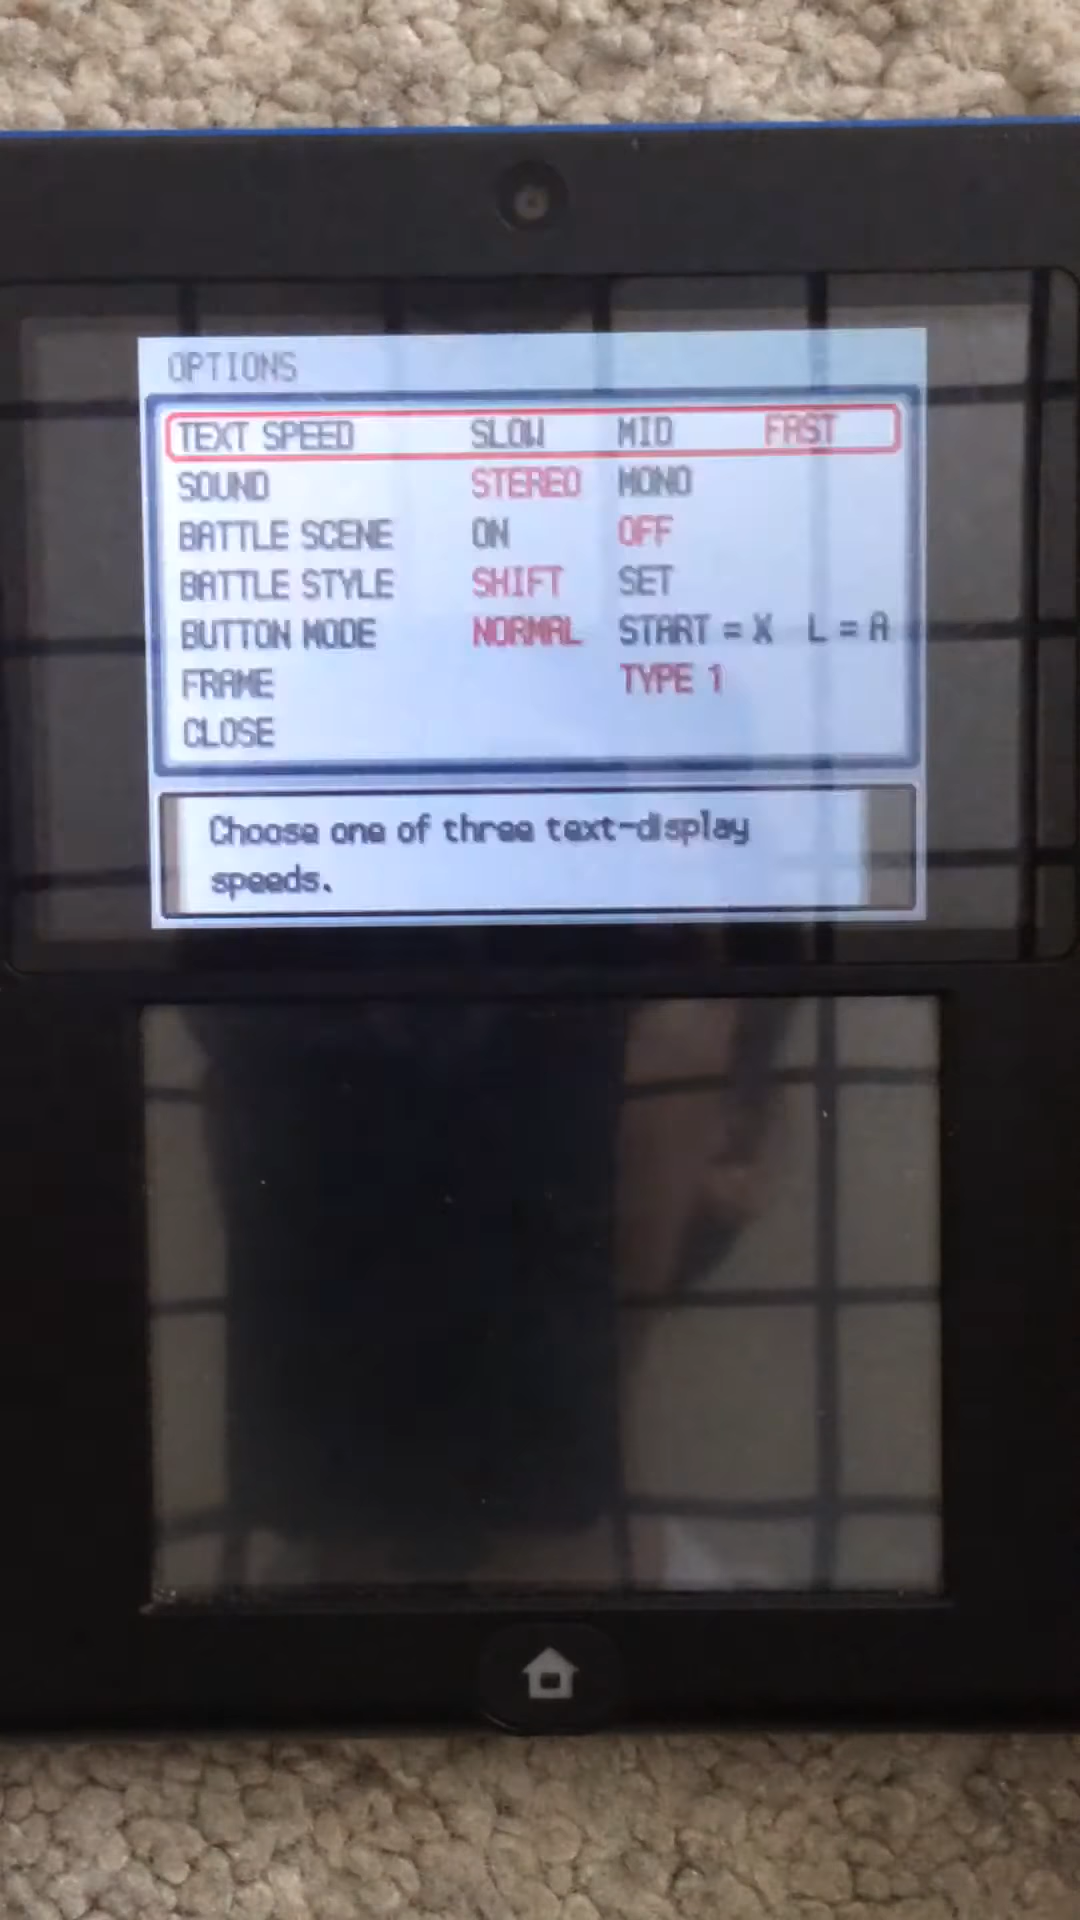 OPTIONS
TEXT SPEED SLOW MID FAST
SOUND STEREO MONO
BATTLE SCENE ON OFF
BATTLE STYLE SHIFT SET
BUTTON MODE NORMAL START = X L = A
FRAME TYPE 1
CLOSE
Choose one of three text-display
speeds.